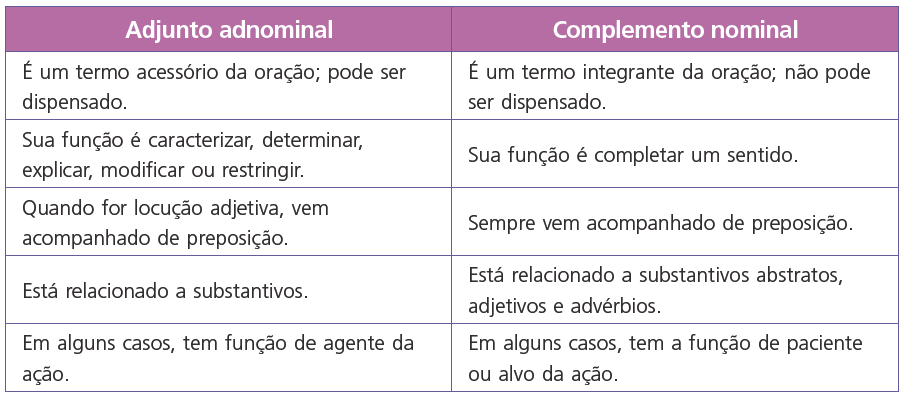 Adjunto adnominal
Complemento nominal
É um termo acessório da oração; pode ser
dispensado.
É um termo integrante da oração; não pode
ser dispensado.
Sua função é caracterizar, determinar,
explicar, modificar ou restringir.
Sua função é completar um sentido.
Quando for locução adjetiva, vem
acompanhado de preposição.
Sempre vem acompanhado de preposição.
Está relacionado a substantivos.
Está relacionado a substantivos abstratos,
adjetivos e advérbios.
Em alguns casos, tem função de agente da
ação.
Em alguns casos, tem a função de paciente
ou alvo da ação.